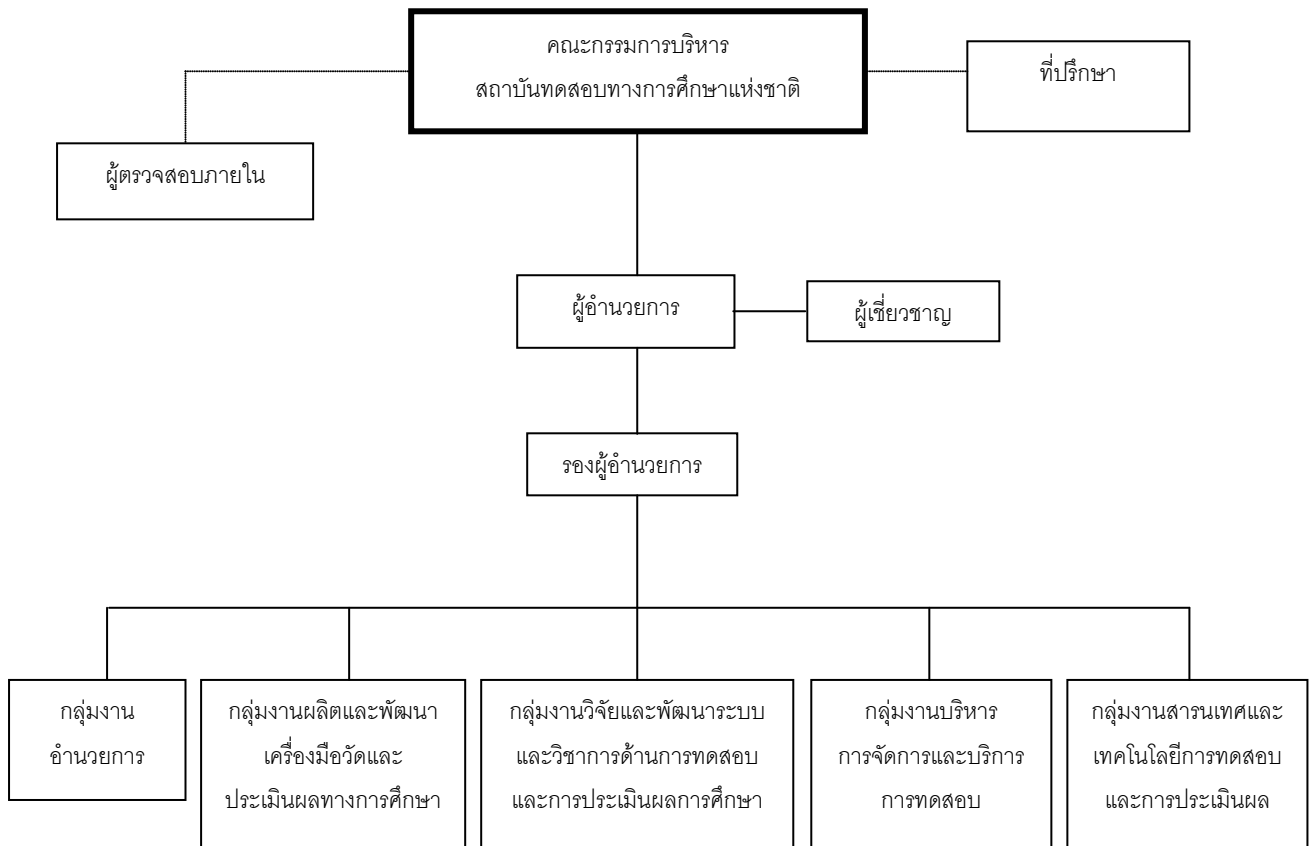 คณะกรรมการบริหาร
สถาบันทดสอบทางการศึกษาแห่งชาติ
ที่ปรึกษา
ผู้ตรวจสอบภายใน
ผู้อำนวยการ
ผู้เชี่ยวชาญ
รองผู้อำนวยการ
กลุ่มงาน
อำนวยการ
กลุ่มงานผลิตและพัฒนา
เครื่องมือวัดและ
ประเมินผลทางการศึกษา
กลุ่มงานวิจัยและพัฒนาระบบ
และวิชาการด้านการทดสอบ
และการประเมินผลการศึกษา
กลุ่มงานบริหาร
การจัดการและบริการ
การทดสอบ
กลุ่มงานสารนเทศและ
เทคโนโลยีการทดสอบ
และการประเมินผล